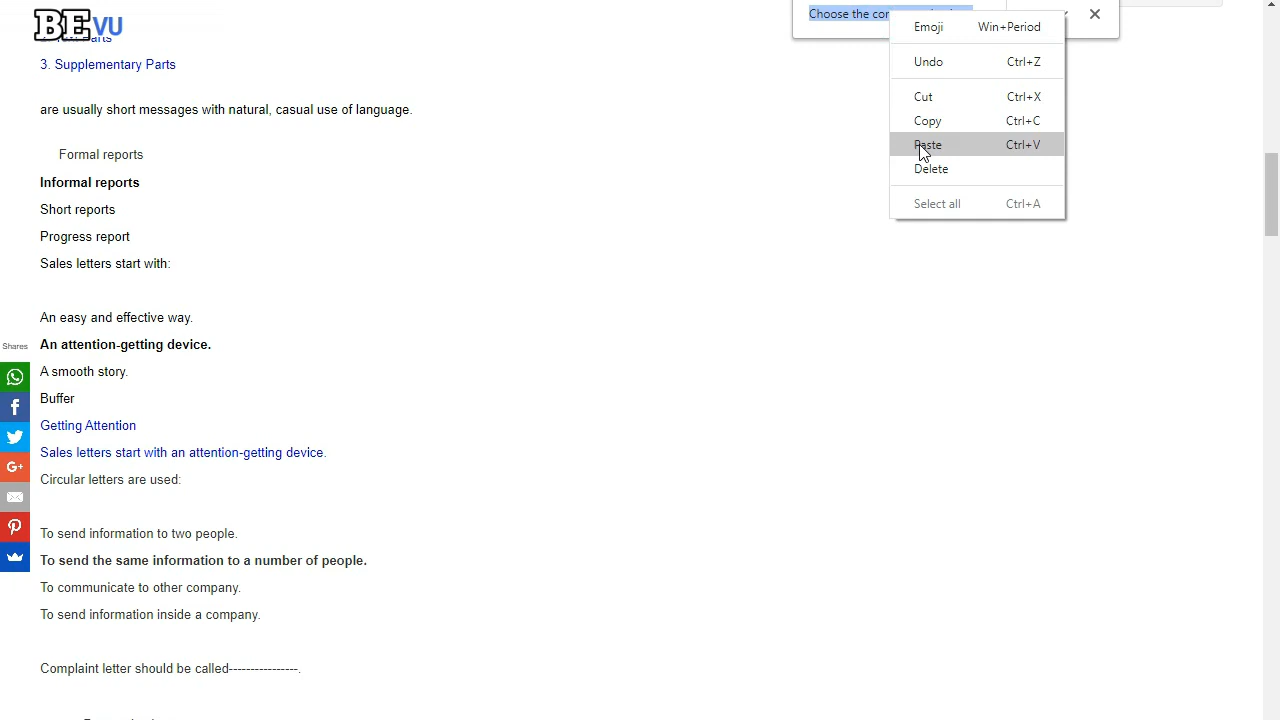 BEVU
Choose the cor
Emoji Win+Period
Undo Ctrl+Z
Cut Ctrl+X
Copy Ctrl+C
Paste Ctrl+V
Delete
Select all Ctrl+A
Parts
3. Supplementary Parts
are usually short messages with natural, casual use of language.
Formal reports
Informal reports
Short reports
Progress report
Sales letters start with:
An easy and effective way.
Shares
An attention-getting device.
A smooth story.
Buffer
Getting Attention
Sales letters start with an attention-getting device.
Circular letters are used:
To send information to two people.
To send the same information to a number of people.
To communicate to other company.
To send information inside a company.
Complaint letter should be called----------------.